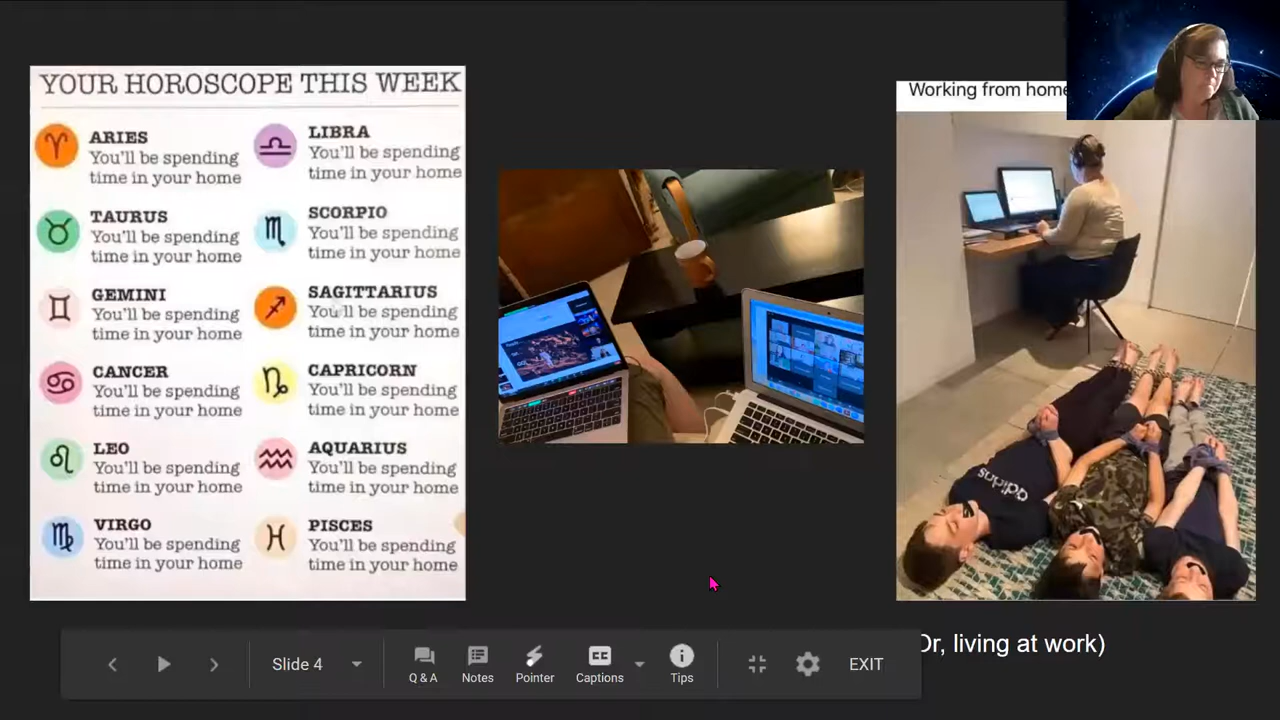 YOUR HOROSCOPE THIS WEEK
ARIES
You'll be spending
time in your home
TAURUS
You'll be spending
time in your home
GEMINI
You'll be spending
time in your home
CANCER
You'll be spending
time in your home
LEO
You'll be spending
time in your home
VIRGO
You'll be spending
time in your home
LIBRA
You'll be spending
time in your home
SCORPIO
You'll be spending
time in your home
SAGITTARIUS
You'll be spending
time in your home
CAPRICORN
You'll be spending
time in your home
AQUARIUS
You'll be spending
time in your home
PISCES
You'll be spending
time in your home
Working from home
adidas
Or, living at work)
Slide 4
Q & A
Notes
Pointer
CC
Captions
Tips
EXIT